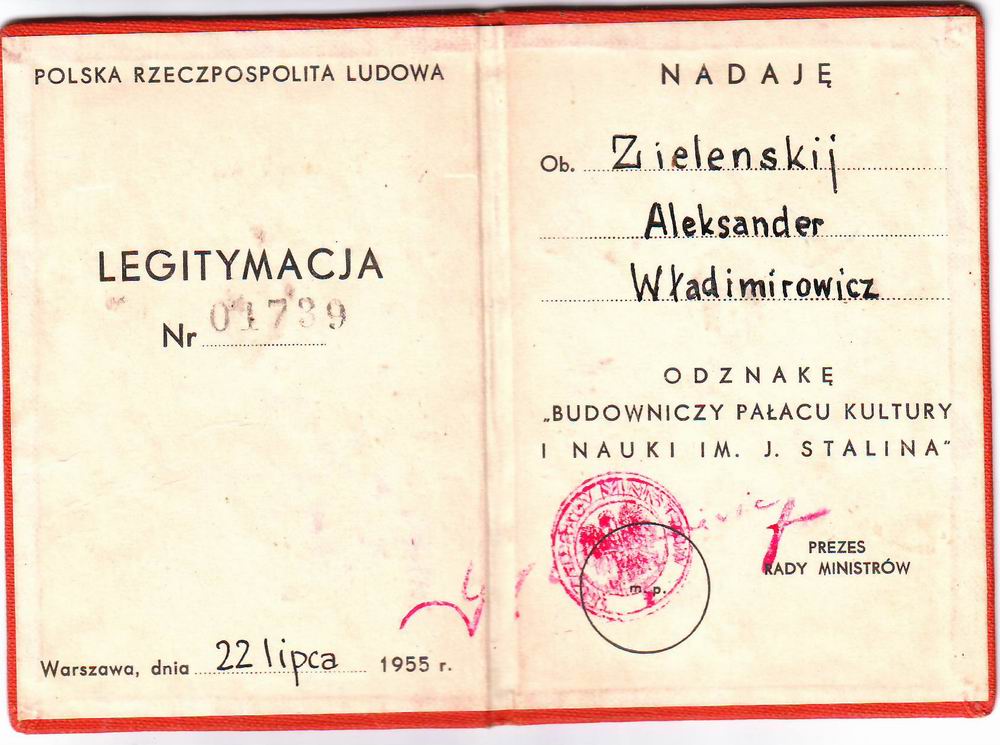 POLSKA RZECZPOSPOLITA LUDOWA
LEGITYMACJA
Nr 01739
Warszawa, dnia 22 lipca 1955 r.
NADAJĘ
Ob. Zielenskij
Aleksander
Władimirowicz
ODZNAKĘ
„BUDOWNICZY PAŁACU KULTURY
I NAUKI IM. J. STALINA"
m.p.
PREZES
RADY MINISTRÓW